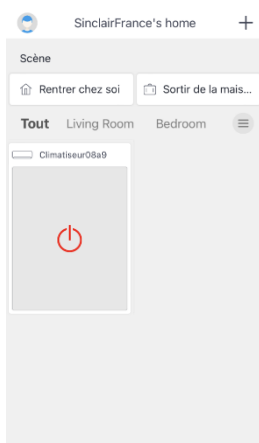 SinclairFrance's home
Scène
Rentrer chez soi
Sortir de la mais...
Tout Living Room Bedroom
Climatiseur08a9